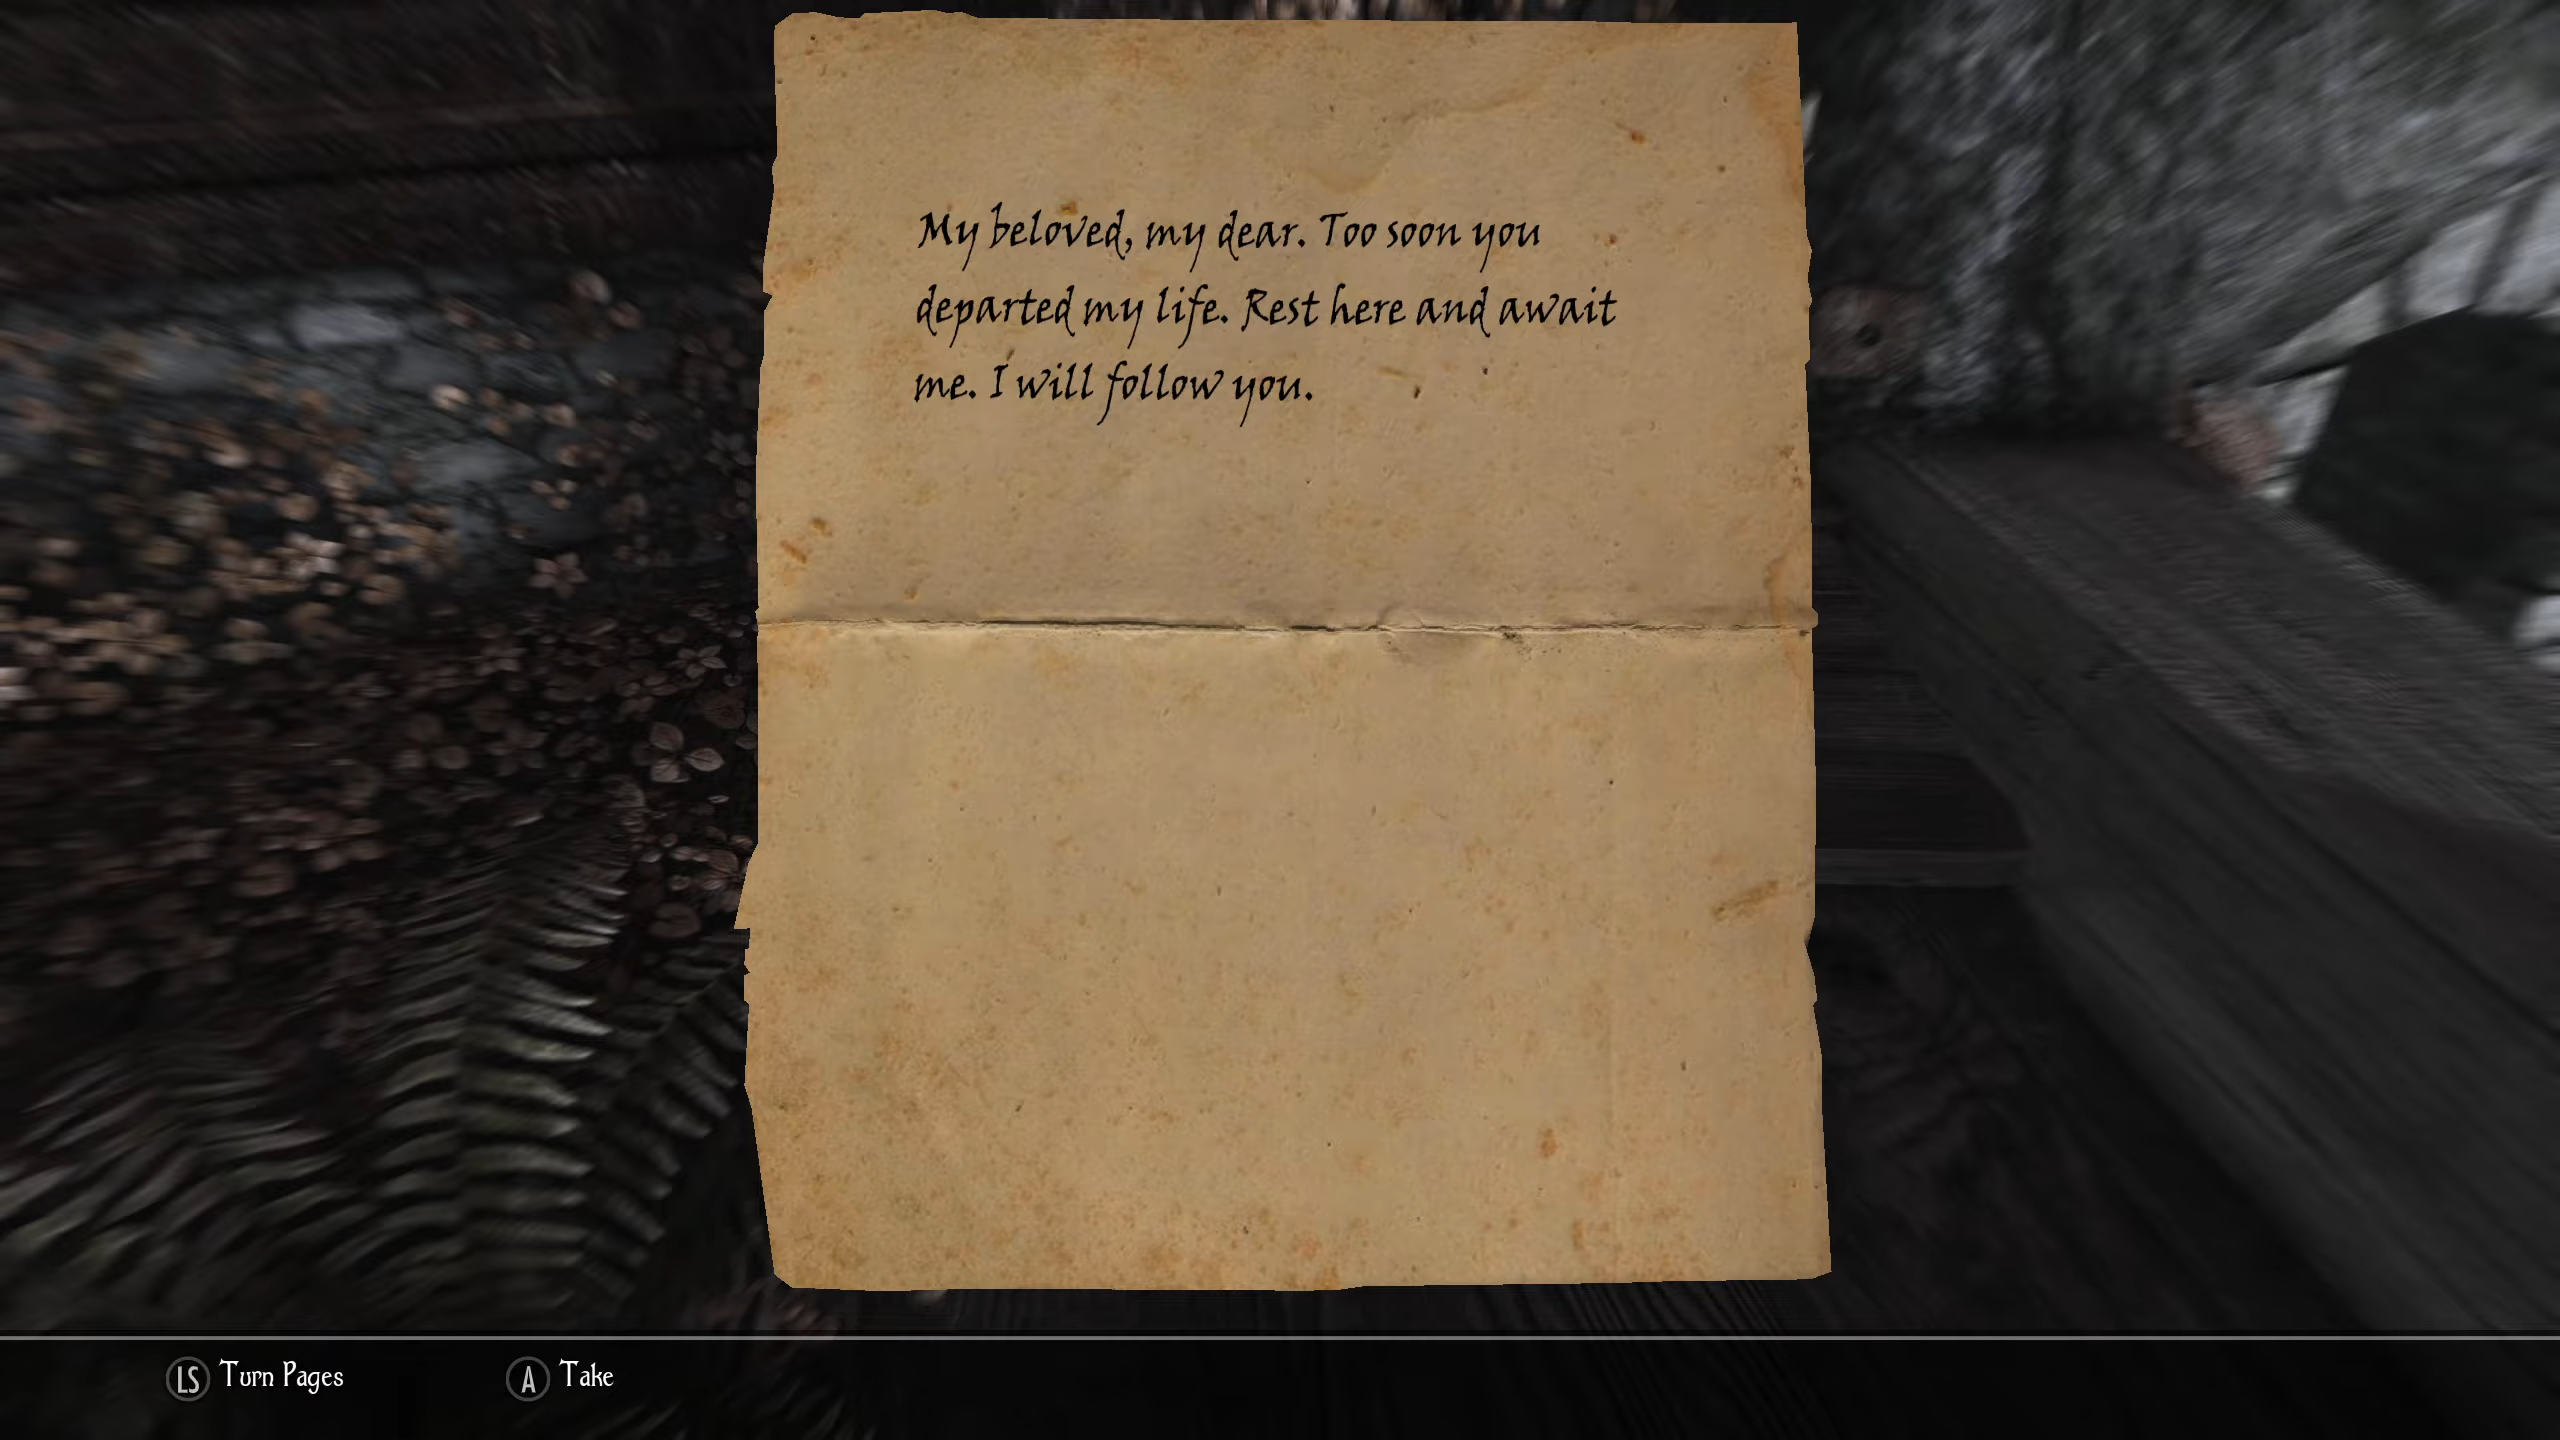 My beloved, my dear. Too soon you
departed my life. Rest here and await
me. I will follow you.
LS Turn Pages
A Take